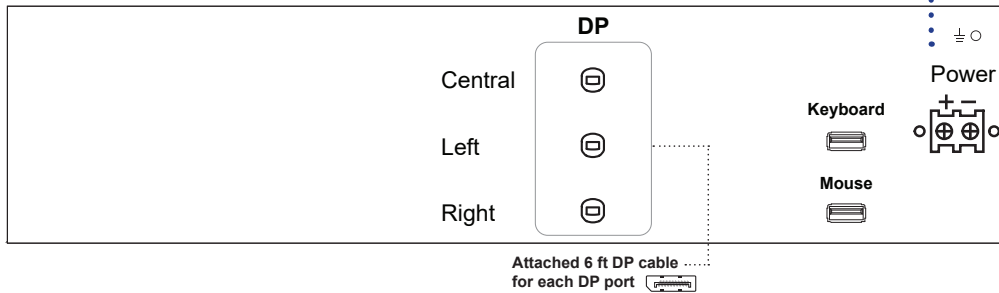 DP
Central
Left
Right
Keyboard
Mouse
Power
+ −
Attached 6 ft DP cable
for each DP port